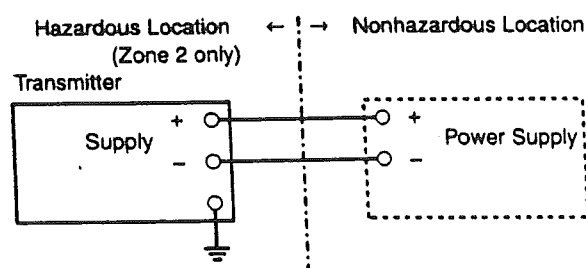 Hazardous Location ← → Nonhazardous Location
(Zone 2 only)
Transmitter
+ +
Supply Power Supply
− −